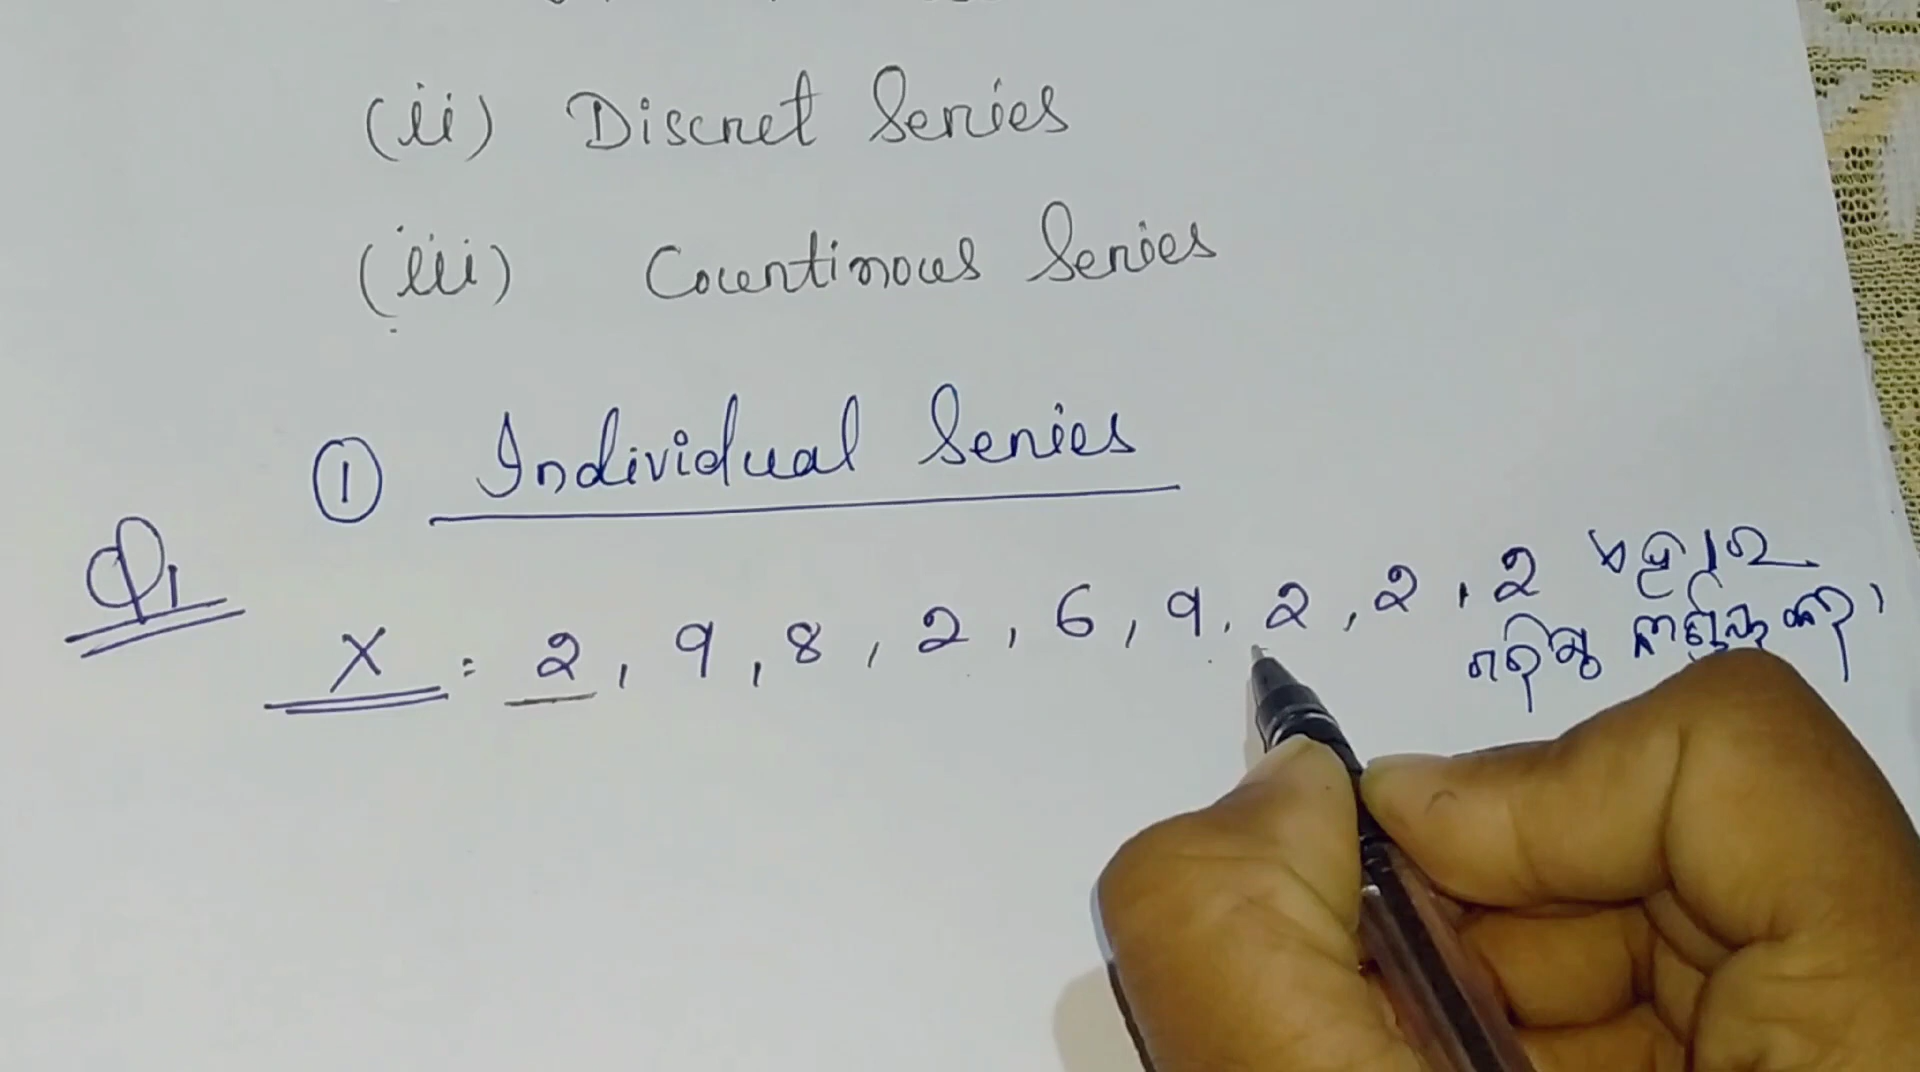 (ii) Discret Series
(iii) Countinous Series
① Individual Series
Q1
X : 2, 9, 8, 2, 6, 9, 2, 2, 2